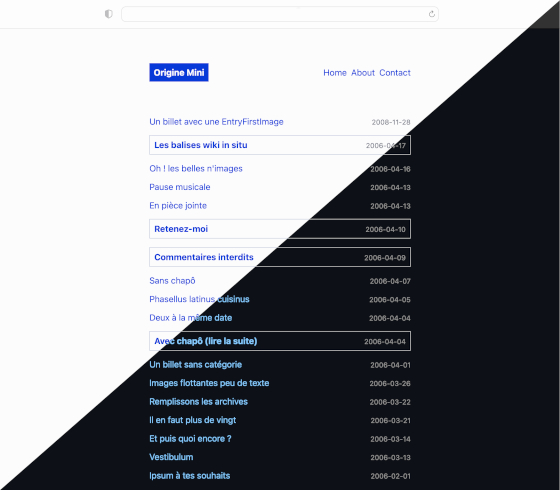 Origine Mini
Home About Contact
Un billet avec une EntryFirstImage 2008-11-28
Les balises wiki in situ 2006-04-17
Oh ! les belles n'images 2006-04-16
Pause musicale 2006-04-13
En pièce jointe 2006-04-13
Retenez-moi 2006-04-10
Commentaires interdits 2006-04-09
Sans chapô 2006-04-07
Phasellus latinus cuisinus 2006-04-05
Deux à la même date 2006-04-04
Avec chapô (lire la suite) 2006-04-04
Un billet sans catégorie 2006-04-01
Images flottantes peu de texte 2006-03-26
Remplissons les archives 2006-03-22
Il en faut plus de vingt 2006-03-21
Et puis quoi encore ? 2006-03-14
Vestibulum 2006-03-13
Ipsum à tes souhaits 2006-02-01